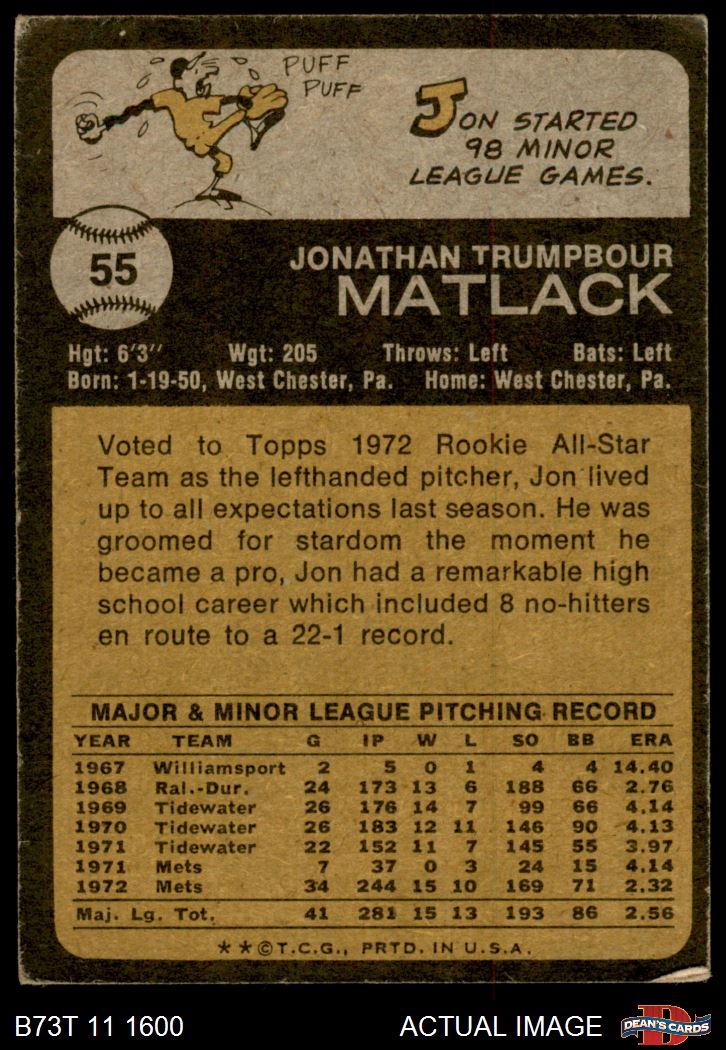 PUFF
PUFF
JON STARTED
98 MINOR
LEAGUE GAMES.
55
JONATHAN TRUMPBOUR
MATLACK
Hgt: 6'3" Wgt: 205 Throws: Left Bats: Left
Born: 1-19-50, West Chester, Pa. Home: West Chester, Pa.
Voted to Topps 1972 Rookie All-Star
Team as the lefthanded pitcher, Jon lived
up to all expectations last season. He was
groomed for stardom the moment he
became a pro, Jon had a remarkable high
school career which included 8 no-hitters
en route to a 22-1 record.
MAJOR & MINOR LEAGUE PITCHING RECORD
YEAR TEAM G IP W L SO BB ERA
1967 Williamsport 2 5 0 1 4 4 14.40
1968 Ral.-Dur. 24 173 13 6 188 66 2.76
1969 Tidewater 26 176 14 7 99 66 4.14
1970 Tidewater 26 183 12 11 146 90 4.13
1971 Tidewater 22 152 11 7 145 55 3.97
1971 Mets 7 37 0 3 24 15 4.14
1972 Mets 34 244 15 10 169 71 2.32
Maj. Lg. Tot. 41 281 15 13 193 86 2.56
**©T.C.G., PRTD. IN U.S.A.
B73T 11 1600 ACTUAL IMAGE
D
DEAN'S CARDS